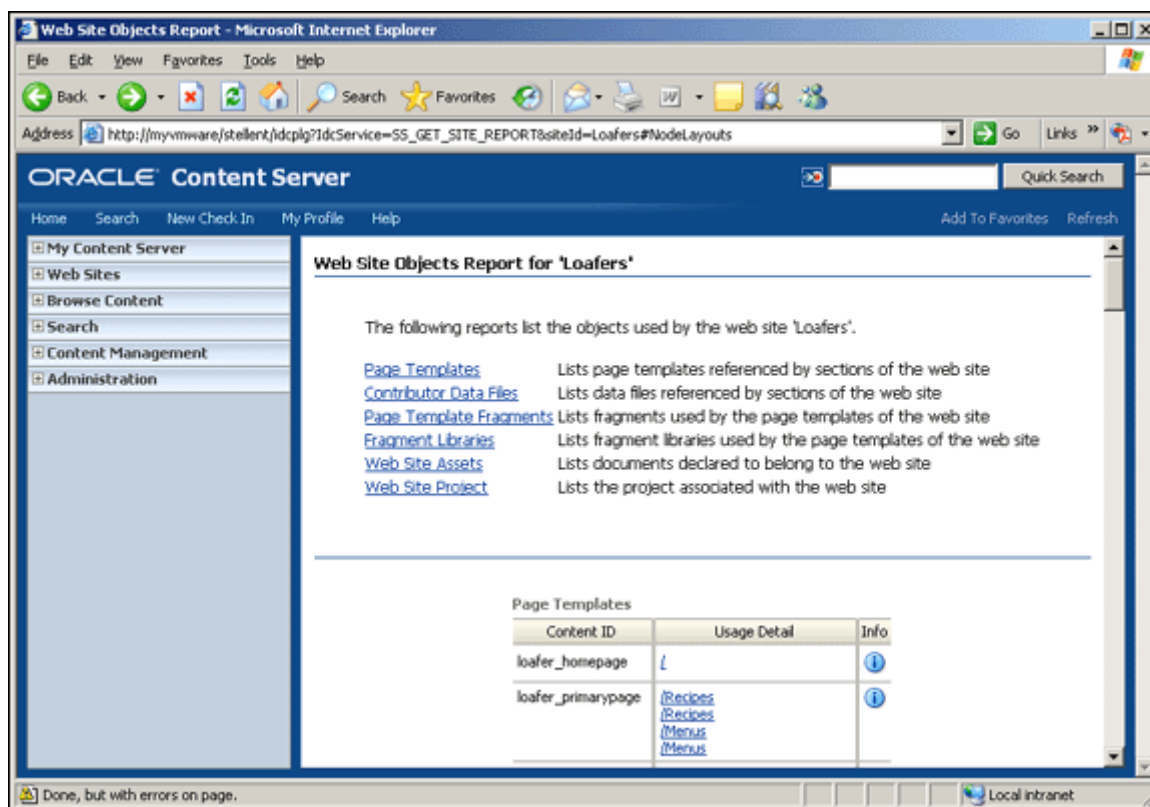 Web Site Objects Report - Microsoft Internet Explorer
File Edit View Favorites Tools Help
Back Search Favorites
Address http://myvmware/stellent/idcplg?IdcService=SS_GET_SITE_REPORT&siteId=Loafers#NodeLayouts Go Links »
ORACLE Content Server Quick Search
Home Search New Check In My Profile Help Add To Favorites Refresh
My Content Server
Web Sites
Browse Content
Search
Content Management
Administration
Web Site Objects Report for 'Loafers'
The following reports list the objects used by the web site 'Loafers'.
Page Templates Lists page templates referenced by sections of the web site
Contributor Data Files Lists data files referenced by sections of the web site
Page Template Fragments Lists fragments used by the page templates of the web site
Fragment Libraries Lists fragment libraries used by the page templates of the web site
Web Site Assets Lists documents declared to belong to the web site
Web Site Project Lists the project associated with the web site
Page Templates
Content ID Usage Detail Info
loafer_homepage /
loafer_primarypage /Recipes
/Recipes
/Menus
/Menus
Done, but with errors on page. Local intranet